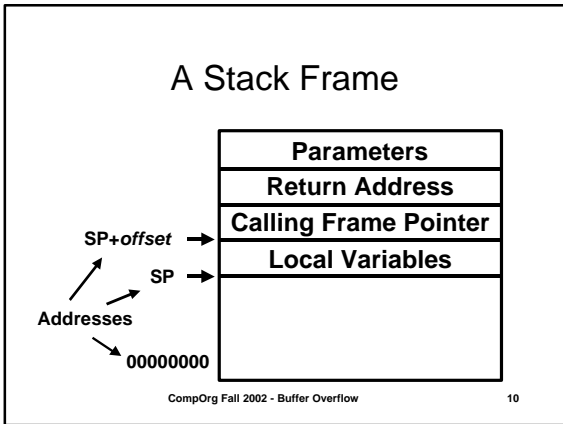 A Stack Frame
Parameters
Return Address
Calling Frame Pointer
SP+offset
Local Variables
SP
Addresses
00000000
CompOrg Fall 2002 - Buffer Overflow
10